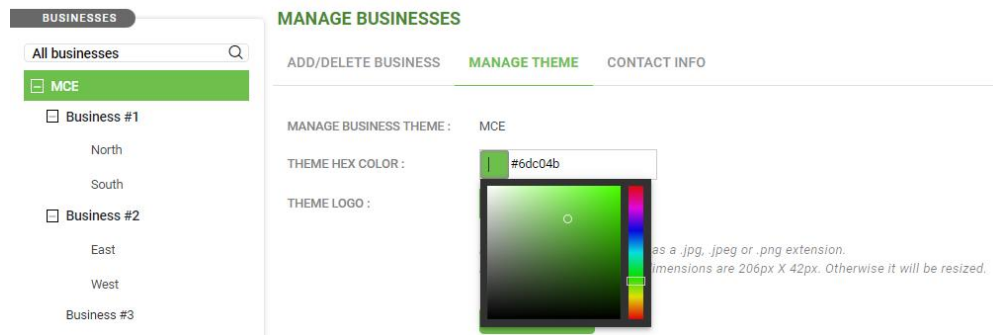 BUSINESSES
All businesses
MCE
Business #1
North
South
Business #2
East
West
Business #3
MANAGE BUSINESSES
ADD/DELETE BUSINESS MANAGE THEME CONTACT INFO
MANAGE BUSINESS THEME : MCE
THEME HEX COLOR : #6dc04b
THEME LOGO :
as a .jpg, .jpeg or .png extension.
imensions are 206px X 42px. Otherwise it will be resized.